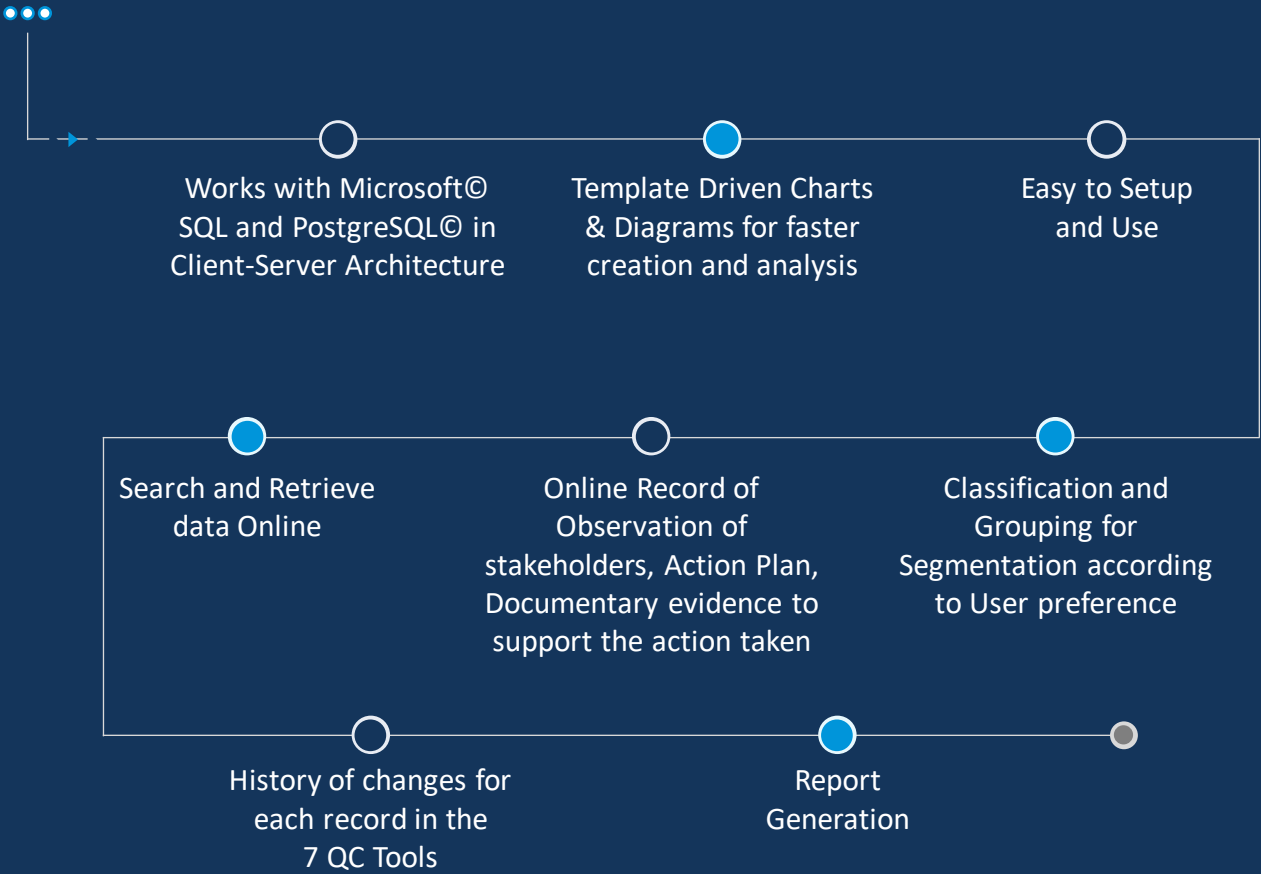 Works with Microsoft©
SQL and PostgreSQL© in
Client-Server Architecture
Template Driven Charts
& Diagrams for faster
creation and analysis
Easy to Setup
and Use
Classification and
Grouping for
Segmentation according
to User preference
Online Record of
Observation of
stakeholders, Action Plan,
Documentary evidence to
support the action taken
Search and Retrieve
data Online
History of changes for
each record in the
7 QC Tools
Report
Generation